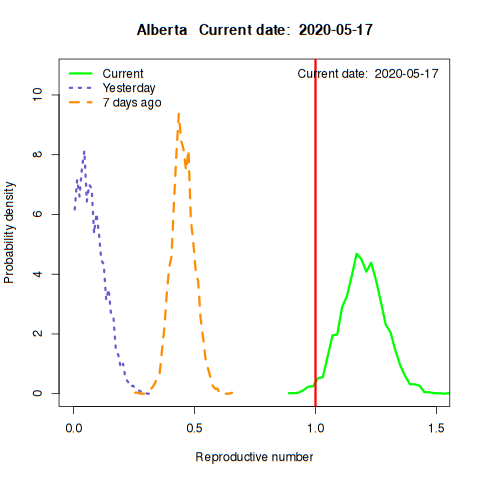 Alberta   Current date:  2020-05-17
Current
Yesterday
7 days ago
Current date:  2020-05-17
Probability density
10
8
6
4
2
0
0.0
0.5
1.0
1.5
Reproductive number